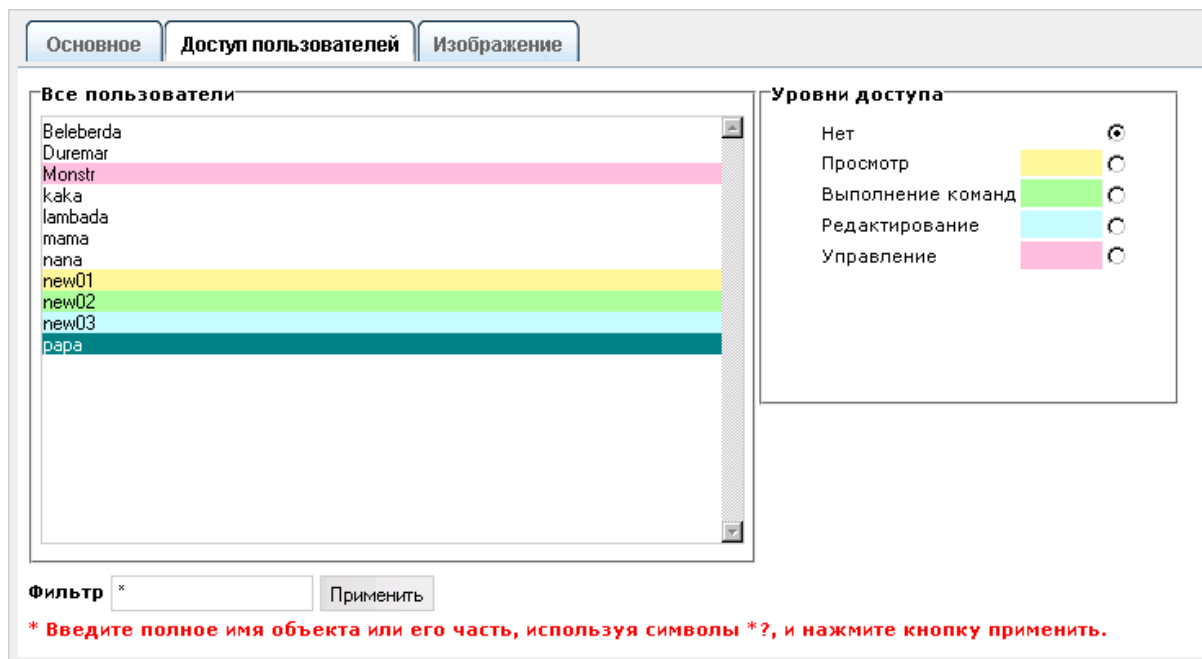 Основное Доступ пользователей Изображение
Все пользователи
Beleberda
Duremar
Monstr
kaka
lambada
mama
nana
new01
new02
new03
papa
Уровни доступа
Нет
Просмотр
Выполнение команд
Редактирование
Управление
Фильтр * Применить
* Введите полное имя объекта или его часть, используя символы *?, и нажмите кнопку применить.